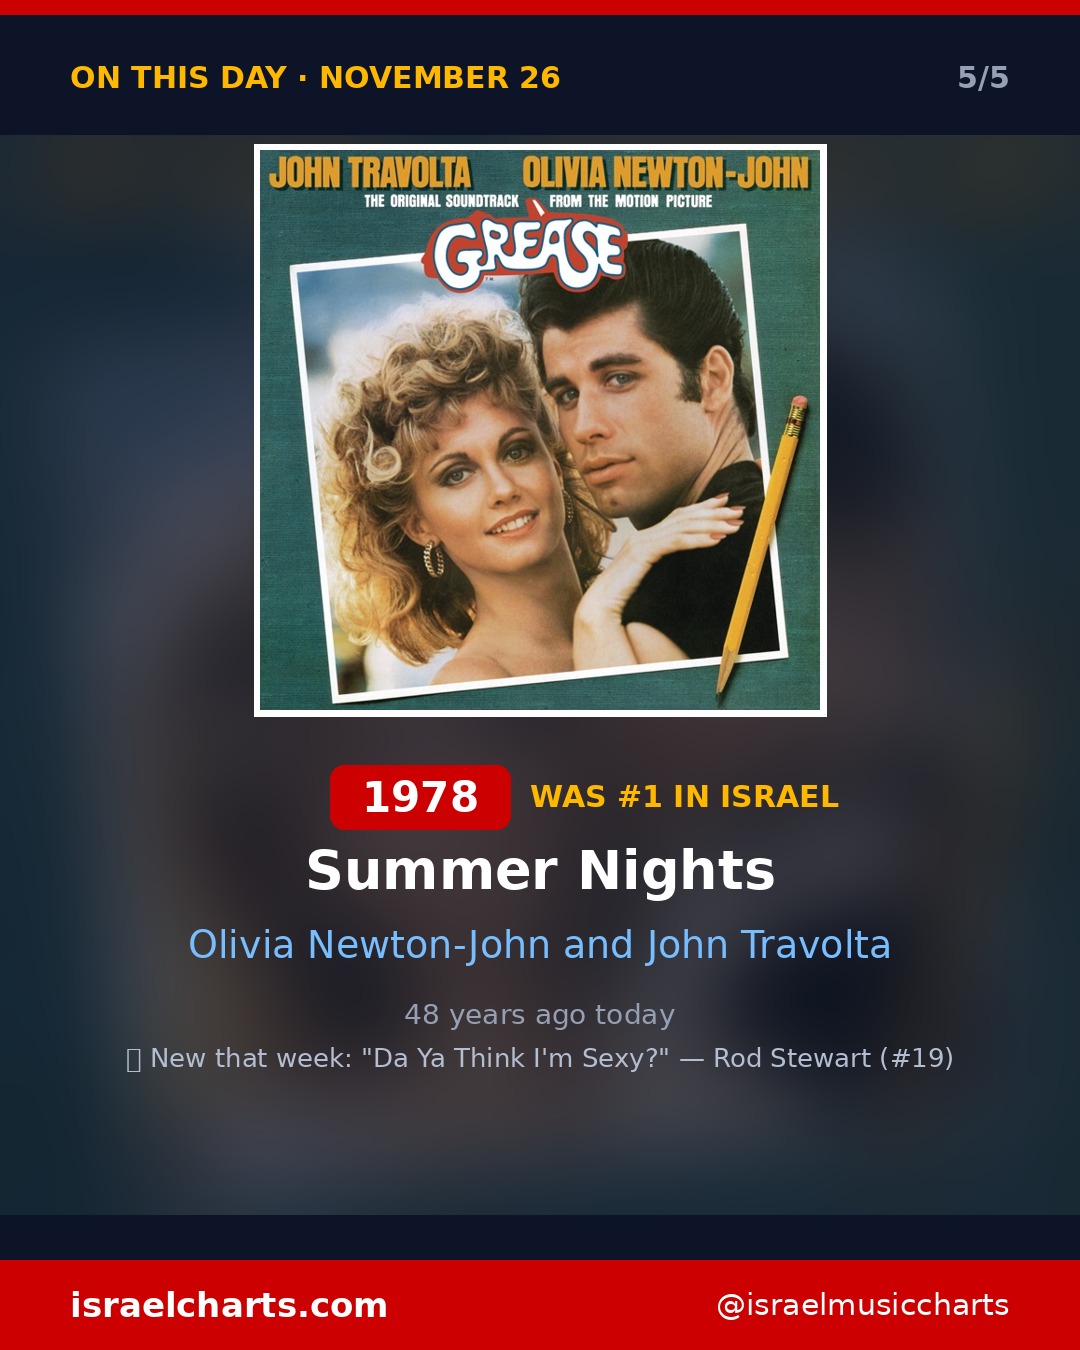 ON THIS DAY · NOVEMBER 26
5/5
JOHN TRAVOLTA OLIVIA NEWTON-JOHN
THE ORIGINAL SOUNDTRACK FROM THE MOTION PICTURE
GREASE
TM
1978 WAS #1 IN ISRAEL
Summer Nights
Olivia Newton-John and John Travolta
48 years ago today
New that week: "Da Ya Think I'm Sexy?" — Rod Stewart (#19)
israelcharts.com
@israelmusiccharts